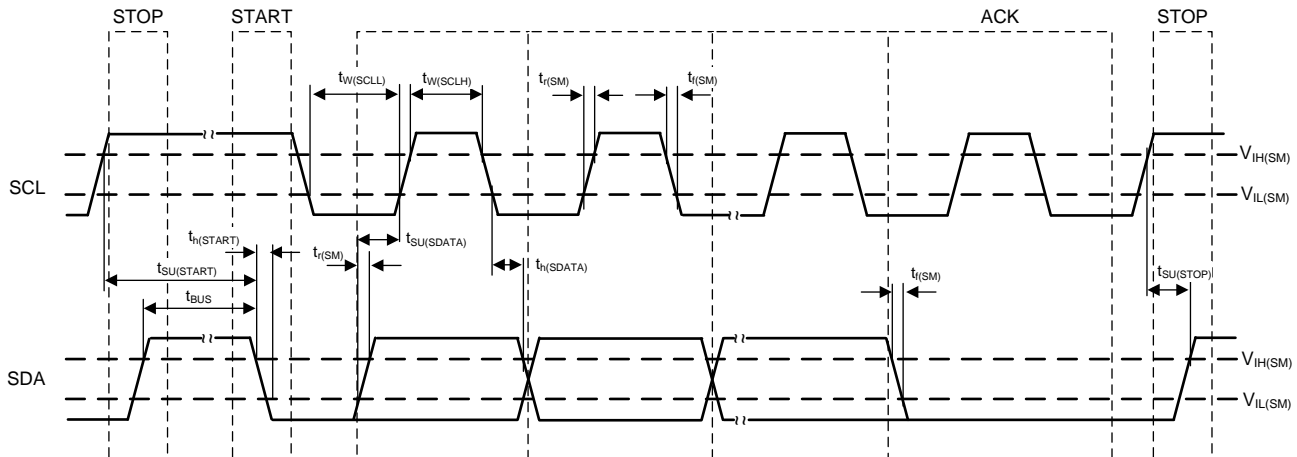 STOP
START
ACK
STOP
tW(SCLL)
tW(SCLH)
tr(SM)
tf(SM)
SCL
VIH(SM)
VIL(SM)
th(START)
tr(SM)
tSU(SDATA)
th(SDATA)
tSU(START)
tf(SM)
tSU(STOP)
tBUS
SDA
VIH(SM)
VIL(SM)